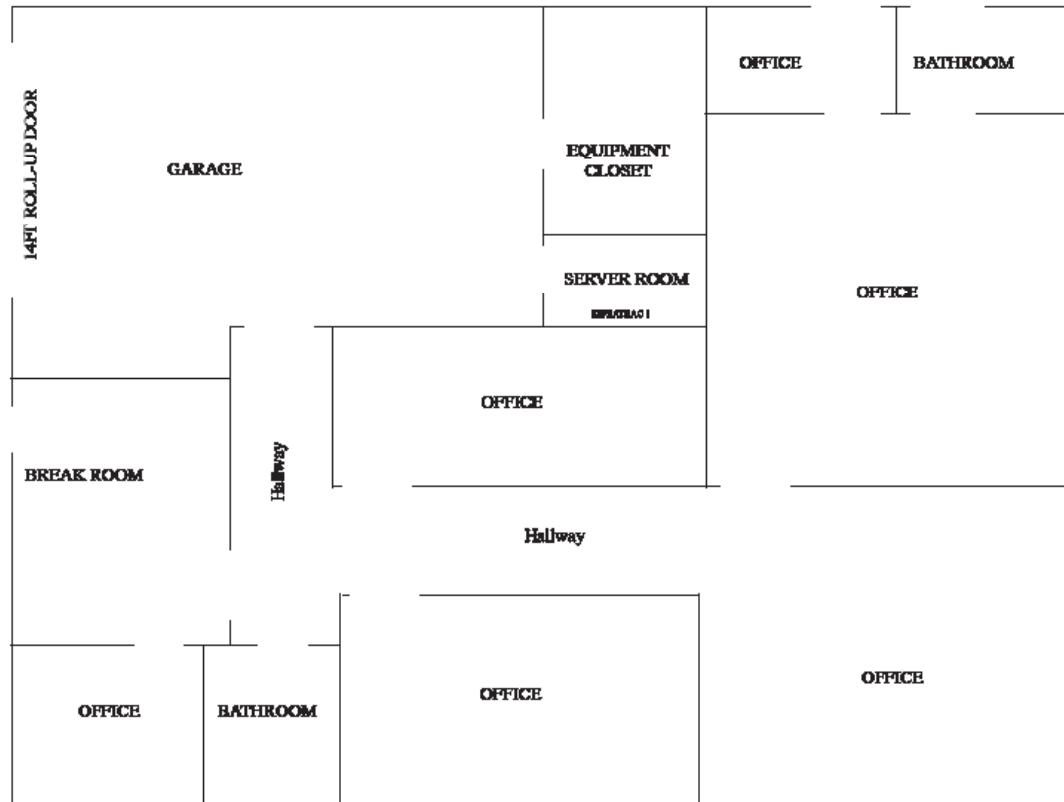 OFFICE
BATHROOM
14FT ROLL-UP DOOR
GARAGE
EQUIPMENT
CLOSET
SERVER ROOM
OFFICE
OFFICE
BREAK ROOM
Hallway
Hallway
OFFICE
BATHROOM
OFFICE
OFFICE